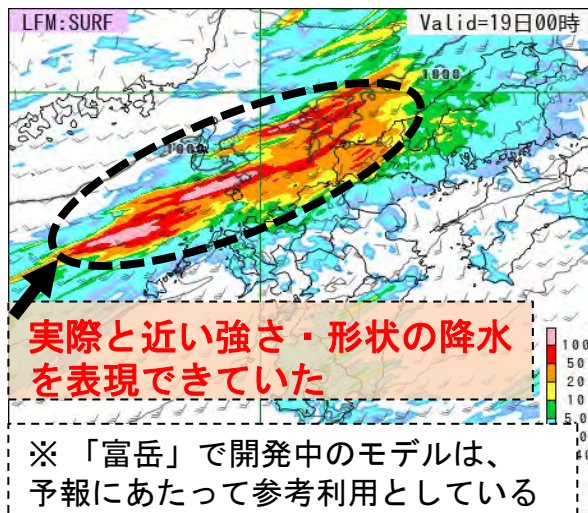 LFM:SURF
Valid=19日00時
1000
1000
実際と近い強さ・形状の降水
を表現できていた
100
50
20
10
5.0
※ 「富岳」で開発中のモデルは、
予報にあたって参考利用としている